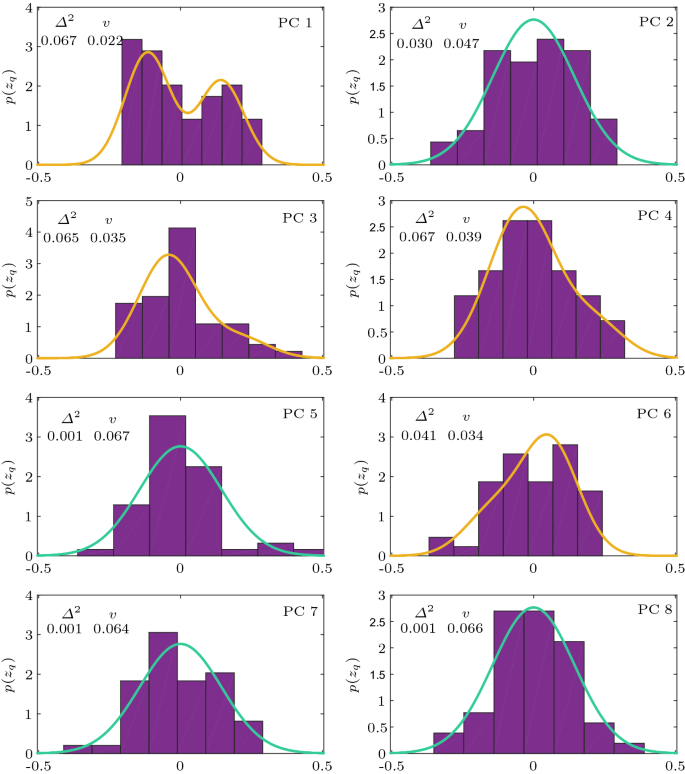 4
Δ² v PC 1
0.067 0.022
3
p(z_q)
2
1
0
-0.5 0 0.5
3
Δ² v PC 2
0.030 0.047
2.5
2
p(z_q)
1.5
1
0.5
0
-0.5 0 0.5
5
Δ² v PC 3
0.065 0.035
4
3
p(z_q)
2
1
0
-0.5 0 0.5
3
Δ² v PC 4
0.067 0.039
2.5
2
p(z_q)
1.5
1
0.5
0
-0.5 0 0.5
4
Δ² v PC 5
0.001 0.067
3
p(z_q)
2
1
0
-0.5 0 0.5
4
Δ² v PC 6
0.041 0.034
3
p(z_q)
2
1
0
-0.5 0 0.5
4
Δ² v PC 7
0.001 0.064
3
p(z_q)
2
1
0
-0.5 0 0.5
3
Δ² v PC 8
0.001 0.066
2.5
2
p(z_q)
1.5
1
0.5
0
-0.5 0 0.5